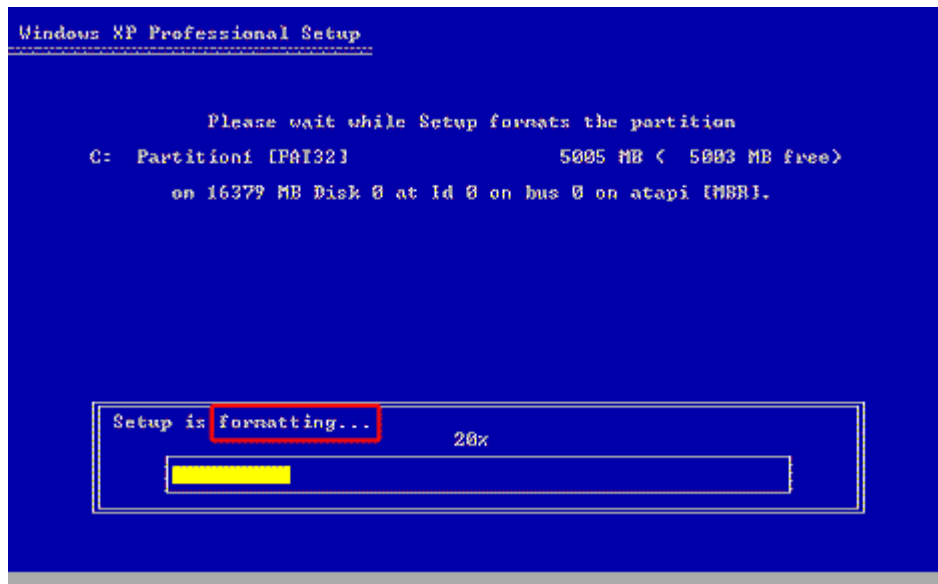 Windows XP Professional Setup
Please wait while Setup formats the partition
C: Partition1 [FAT32] 5005 MB ( 5003 MB free)
on 16379 MB Disk 0 at Id 0 on bus 0 on atapi [MBR].
Setup is formatting...
20%